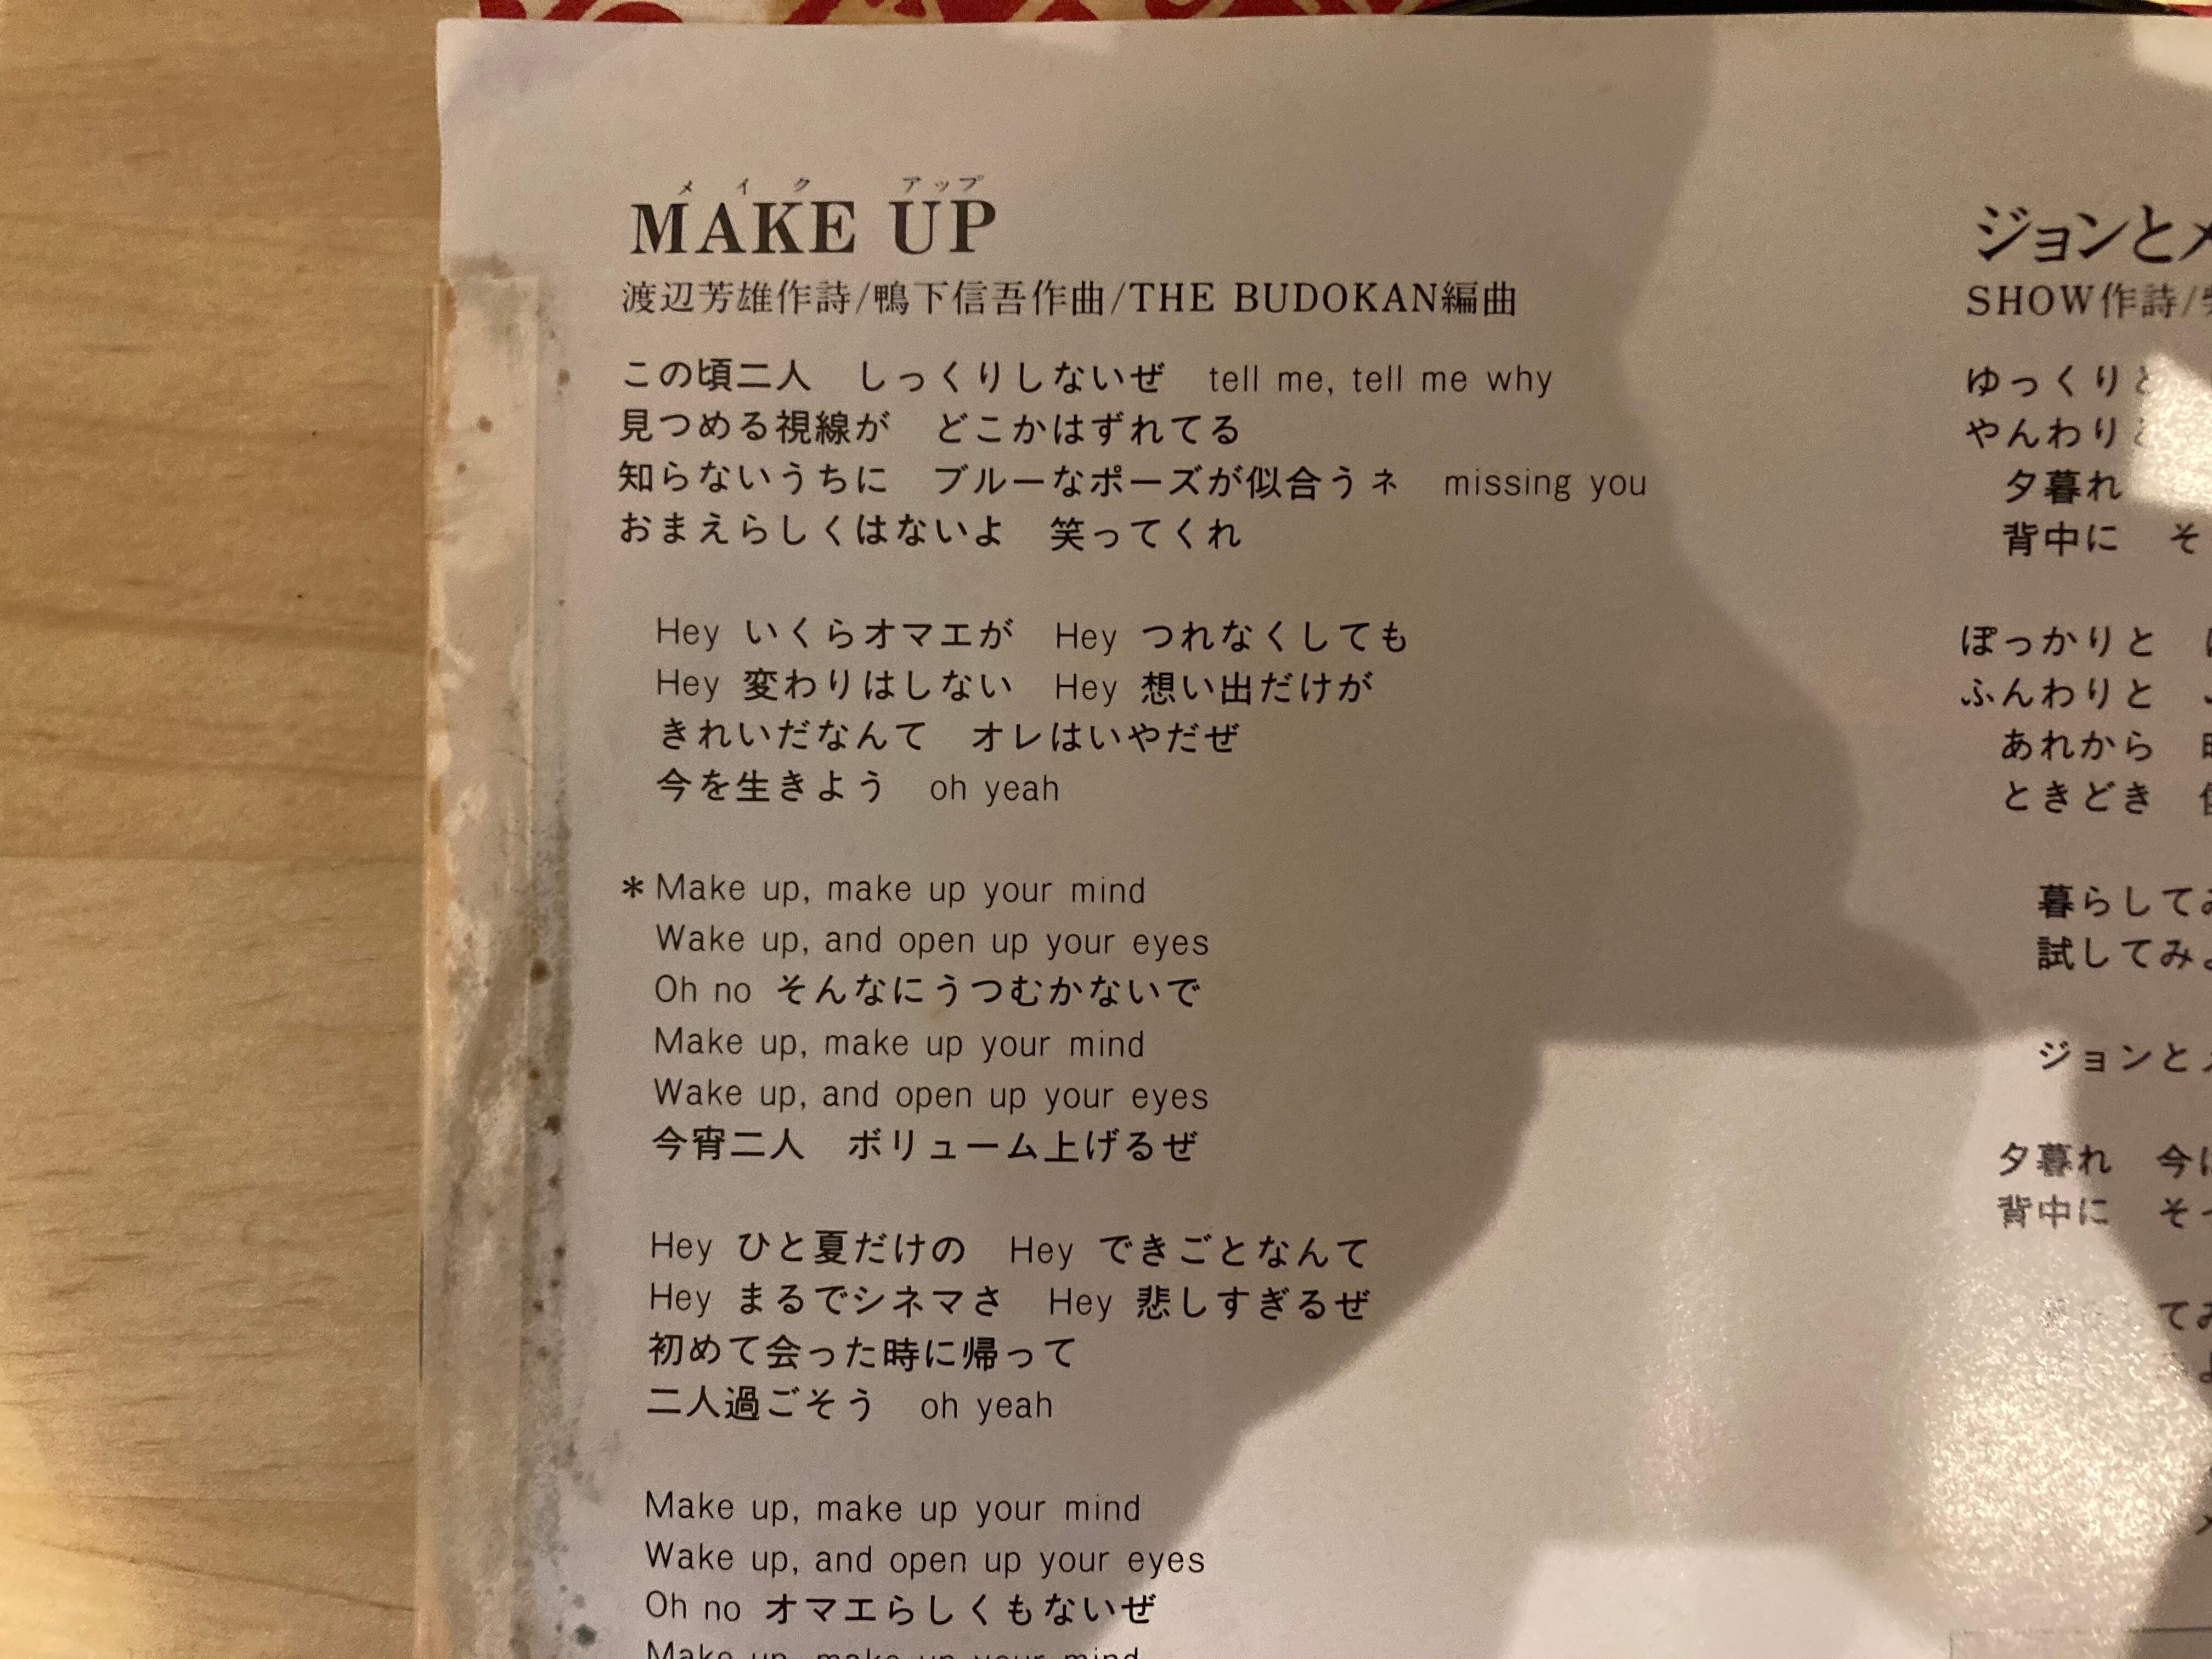 メイク アップ
MAKE UP
渡辺芳雄作詩/鴨下信吾作曲/THE BUDOKAN編曲
この頃二人　しっくりしないぜ　tell me, tell me why
見つめる視線が　どこかはずれてる
知らないうちに　ブルーなポーズが似合うネ　missing you
おまえらしくはないよ　笑ってくれ
Hey いくらオマエが　Hey つれなくしても
Hey 変わりはしない　Hey 想い出だけが
きれいだなんて　オレはいやだぜ
今を生きよう　oh yeah
＊Make up, make up your mind
Wake up, and open up your eyes
Oh no そんなにうつむかないで
Make up, make up your mind
Wake up, and open up your eyes
今宵二人　ボリューム上げるぜ
Hey ひと夏だけの　Hey できごとなんて
Hey まるでシネマさ　Hey 悲しすぎるぜ
初めて会った時に帰って
二人過ごそう　oh yeah
Make up, make up your mind
Wake up, and open up your eyes
Oh no オマエらしくもないぜ
Make up, make up your mind
ジョンと
SHOW作詩/
ゆっくり
やんわり
夕暮れ
背中に　そ
ぽっかりと
ふんわりと
あれから
ときどき
暮らして
試してみ
ジョンと
夕暮れ　今
背中に　そっ